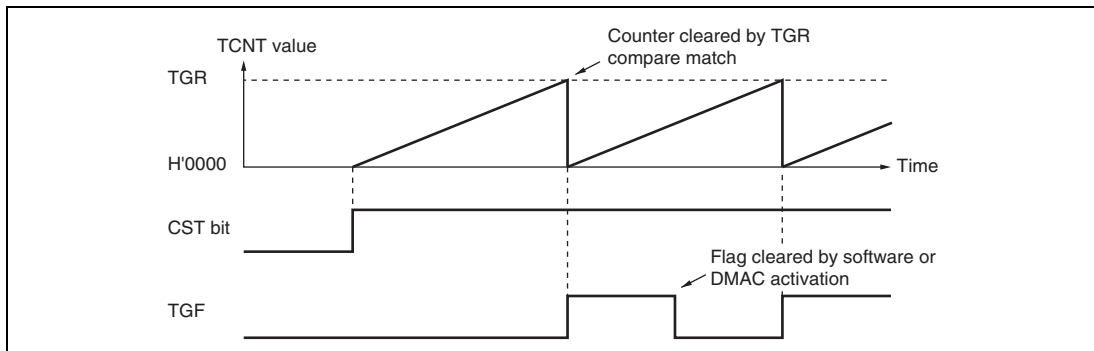 Counter cleared by TGR
compare match
TCNT value
TGR
H'0000
Time
CST bit
Flag cleared by software or
DMAC activation
TGF